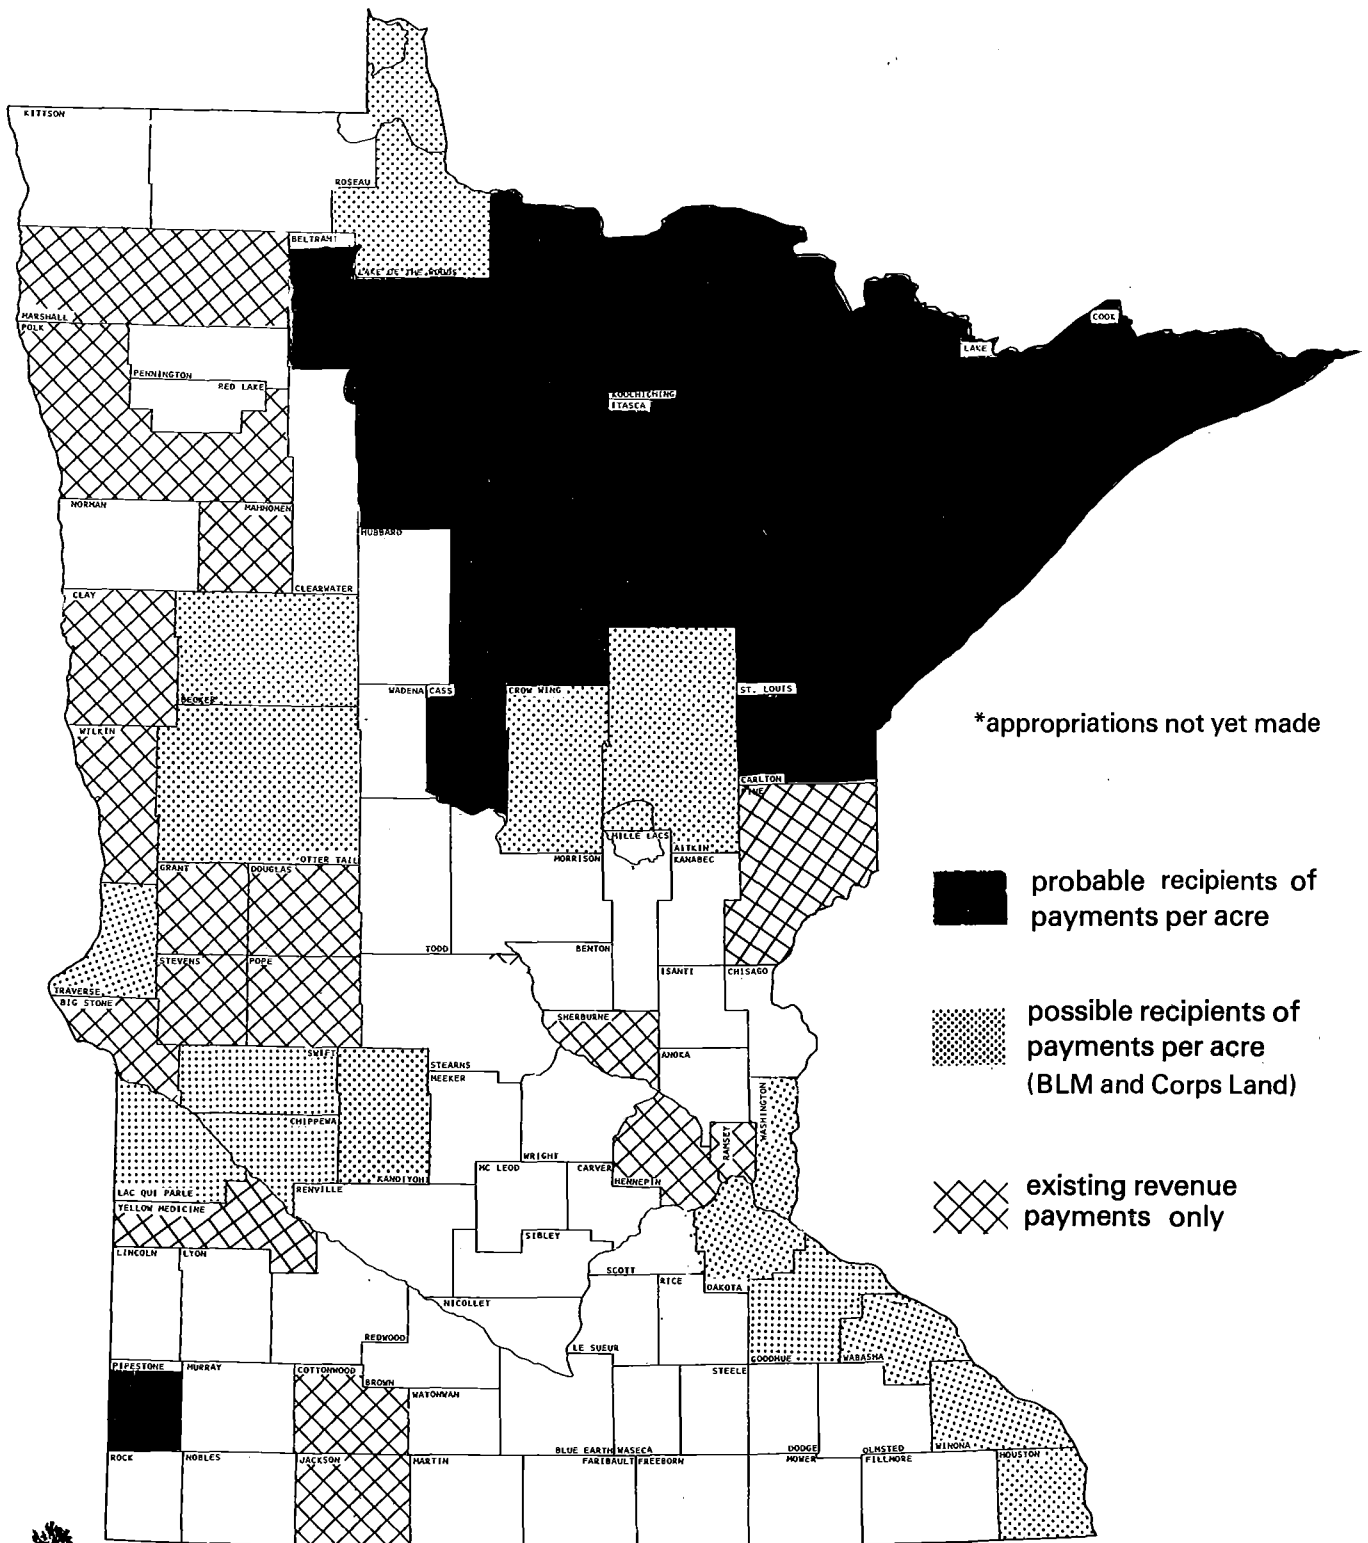 KITTSON
ROSEAU
BELTRAMI
LAKE OF THE WOODS
MARSHALL
POLK
COOK
LAKE
PENNINGTON
RED LAKE
KOOCHICHING
ITASCA
NORMAN
MAHNOMEN
HUBBARD
CLAY
CLEARWATER
WADENA
CASS
CROW WING
ST. LOUIS
BECKER
WILKIN
*appropriations not yet made
CARLTON
PINE
MILLE LACS
AITKIN
OTTER TAIL
MORRISON
KANABEC
GRANT
DOUGLAS
probable recipients of
payments per acre
TODD
BENTON
STEVENS
POPE
ISANTI
CHISAGO
TRAVERSE
BIG STONE
SHERBURNE
possible recipients of
payments per acre
(BLM and Corps Land)
SWIFT
ANOKA
STEARNS
MEEKER
WASHINGTON
CHIPPEWA
RAMSEY
WRIGHT
MC LEOD
CARVER
KANDIYOHI
HENNEPIN
LAC QUI PARLE
RENVILLE
YELLOW MEDICINE
existing revenue
payments only
SIBLEY
LINCOLN
LYON
SCOTT
RICE
DAKOTA
NICOLLET
REDWOOD
LE SUEUR
GOODHUE
WABASHA
PIPESTONE
MURRAY
COTTONWOOD
STEELE
BROWN
WATONWAN
BLUE EARTH
WASECA
DODGE
OLMSTED
WINONA
HOUSTON
ROCK
NOBLES
JACKSON
MARTIN
FARIBAULT
FREEBORN
MOWER
FILLMORE